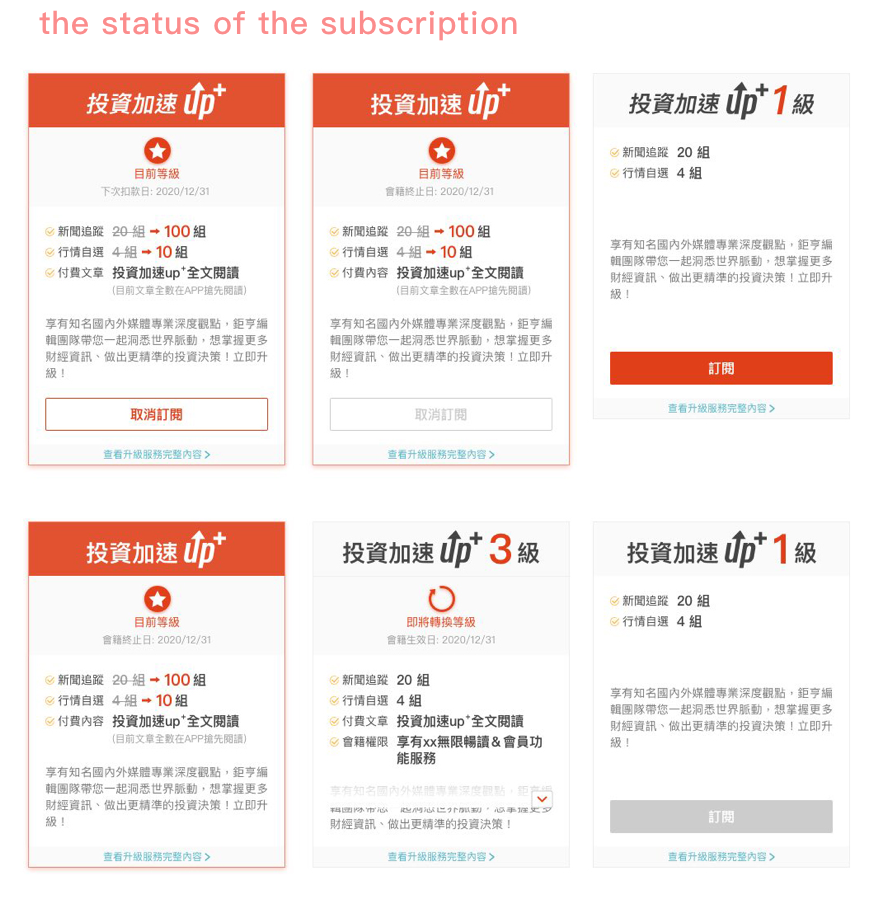 the status of the subscription
投資加速 up+
目前等級
下次扣款日: 2020/12/31
新聞追蹤 20 組 ➞ 100 組
行情自選 4 組 ➞ 10 組
付費文章 投資加速up+全文閱讀
(目前文章全數在APP搶先閱讀)
享有知名國內外媒體專業深度觀點，鉅亨編
輯團隊帶您一起洞悉世界脈動，想掌握更多
財經資訊、做出更精準的投資決策！立即升
級！
取消訂閱
查看升級服務完整內容 >
投資加速 up+
目前等級
會籍終止日: 2020/12/31
新聞追蹤 20 組 ➞ 100 組
行情自選 4 組 ➞ 10 組
付費內容 投資加速up+全文閱讀
(目前文章全數在APP搶先閱讀)
享有知名國內外媒體專業深度觀點，鉅亨編
輯團隊帶您一起洞悉世界脈動，想掌握更多
財經資訊、做出更精準的投資決策！立即升
級！
取消訂閱
查看升級服務完整內容 >
投資加速 up+ 1 級
新聞追蹤 20 組
行情自選 4 組
享有知名國內外媒體專業深度觀點，鉅亨編
輯團隊帶您一起洞悉世界脈動，想掌握更多
財經資訊、做出更精準的投資決策！立即升
級！
訂閱
查看升級服務完整內容 >
投資加速 up+
目前等級
會籍終止日: 2020/12/31
新聞追蹤 20 組 ➞ 100 組
行情自選 4 組 ➞ 10 組
付費內容 投資加速up+全文閱讀
(目前文章全數在APP搶先閱讀)
享有知名國內外媒體專業深度觀點，鉅亨編
輯團隊帶您一起洞悉世界脈動，想掌握更多
財經資訊、做出更精準的投資決策！立即升
級！
查看升級服務完整內容 >
投資加速 up+ 3 級
即將轉換等級
會籍生效日: 2020/12/31
新聞追蹤 20 組
行情自選 4 組
付費文章 投資加速up+全文閱讀
會籍權限 享有xx無限暢讀＆會員功
能服務
享有知名國內外媒體專業深度觀點，鉅亨編
輯團隊帶您一起洞悉世界脈動，想掌握更多
財經資訊、做出更精準的投資決策！
查看升級服務完整內容 >
投資加速 up+ 1 級
新聞追蹤 20 組
行情自選 4 組
享有知名國內外媒體專業深度觀點，鉅亨編
輯團隊帶您一起洞悉世界脈動，想掌握更多
財經資訊、做出更精準的投資決策！立即升
級！
訂閱
查看升級服務完整內容 >